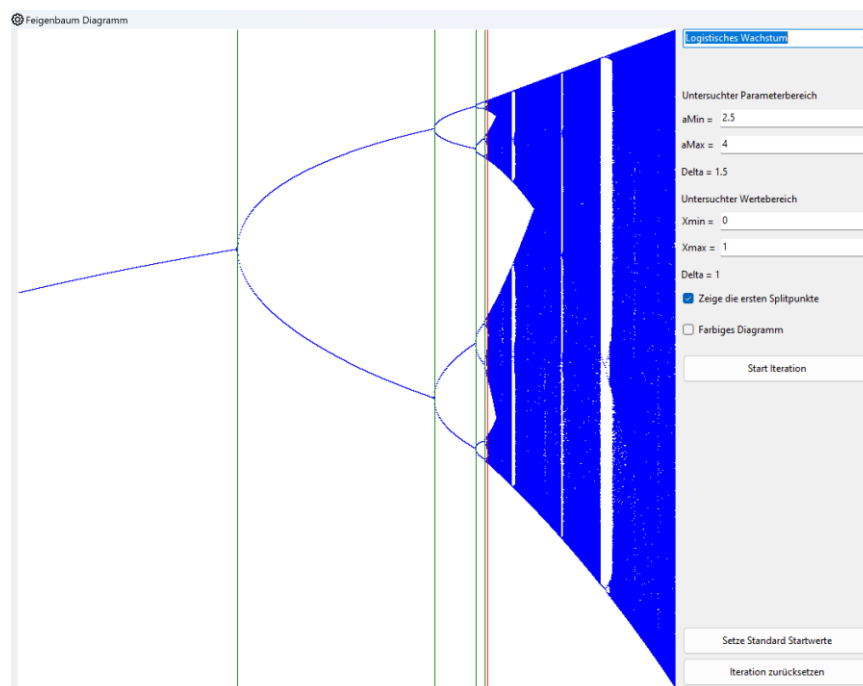 Feigenbaum Diagramm
Logistisches Wachstum
Untersuchter Parameterbereich
aMin = 2.5
aMax = 4
Delta = 1.5
Untersuchter Wertebereich
Xmin = 0
Xmax = 1
Delta = 1
Zeige die ersten Splitpunkte
Farbiges Diagramm
Start Iteration
Setze Standard Startwerte
Iteration zurücksetzen